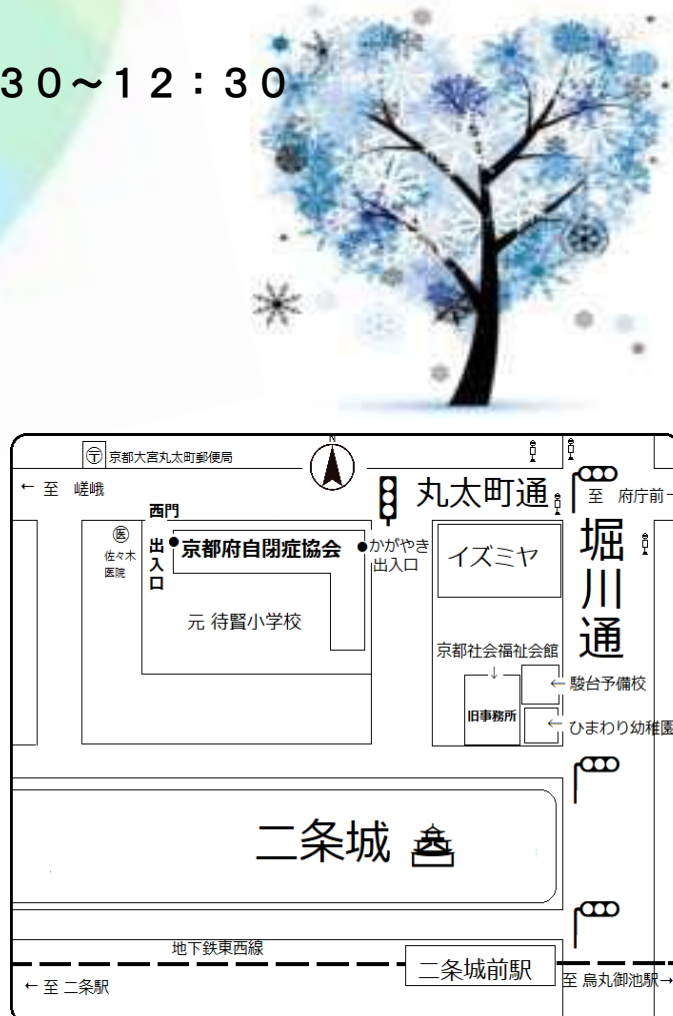 ３０～１２：３０
N
〒 京都大宮丸太町郵便局
← 至 嵯峨
丸太町通
至 府庁前→
西門
出入口
医
佐々木
医院
京都府自閉症協会
かがやき
出入口
イズミヤ
堀川通
元 待賢小学校
京都社会福祉会館
↓
← 駿台予備校
旧事務所
← ひまわり幼稚園
二条城
地下鉄東西線
二条城前駅
← 至 二条駅
至 烏丸御池駅→